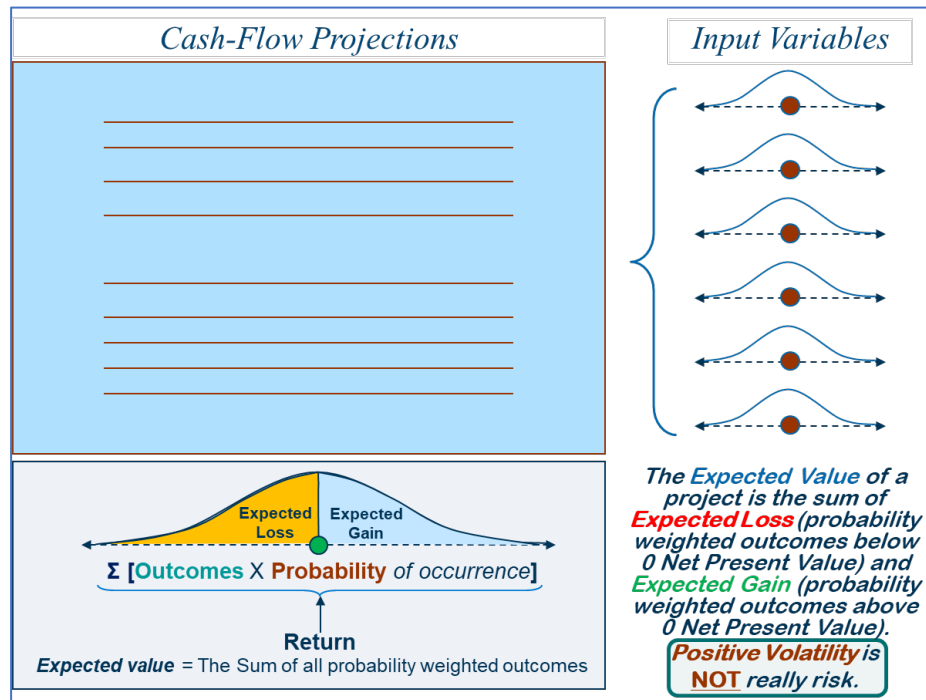 Cash-Flow Projections
Input Variables
Expected
Loss
Expected
Gain
Σ [Outcomes X Probability of occurrence]
Return
Expected value = The Sum of all probability weighted outcomes
The Expected Value of a
project is the sum of
Expected Loss (probability
weighted outcomes below
0 Net Present Value) and
Expected Gain (probability
weighted outcomes above
0 Net Present Value).
Positive Volatility is
NOT really risk.